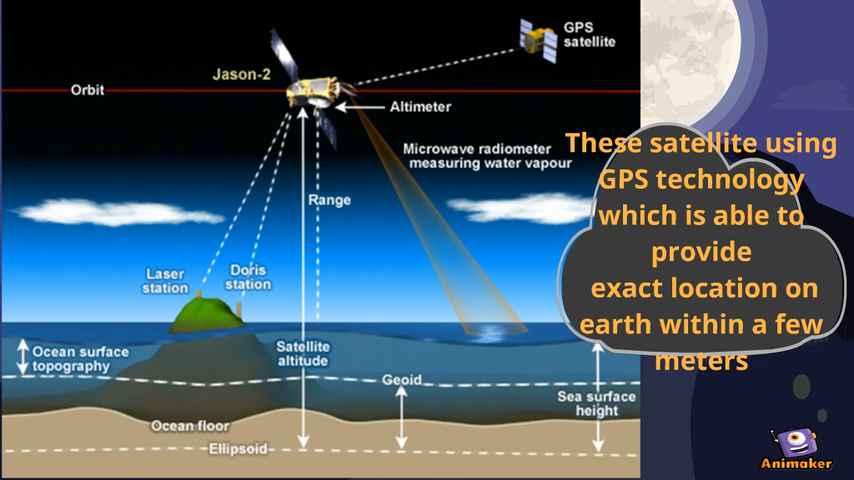 GPS
satellite
Jason-2
Orbit
Altimeter
Microwave radiometer
measuring water vapour
Range
Laser
station
Doris
station
Ocean surface
topography
Satellite
altitude
Geoid
Sea surface
height
Ocean floor
Ellipsoid
These satellite using
GPS technology
which is able to
provide
exact location on
earth within a few
meters
Animaker